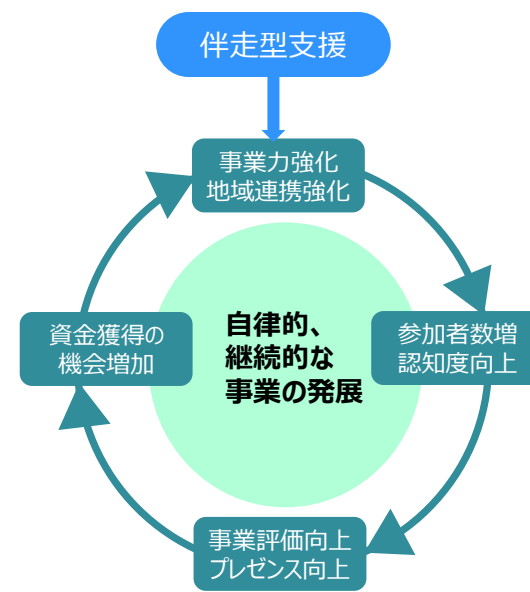 伴走型支援
事業力強化
地域連携強化
自律的、
継続的な
事業の発展
資金獲得の
機会増加
参加者数増
認知度向上
事業評価向上
プレゼンス向上